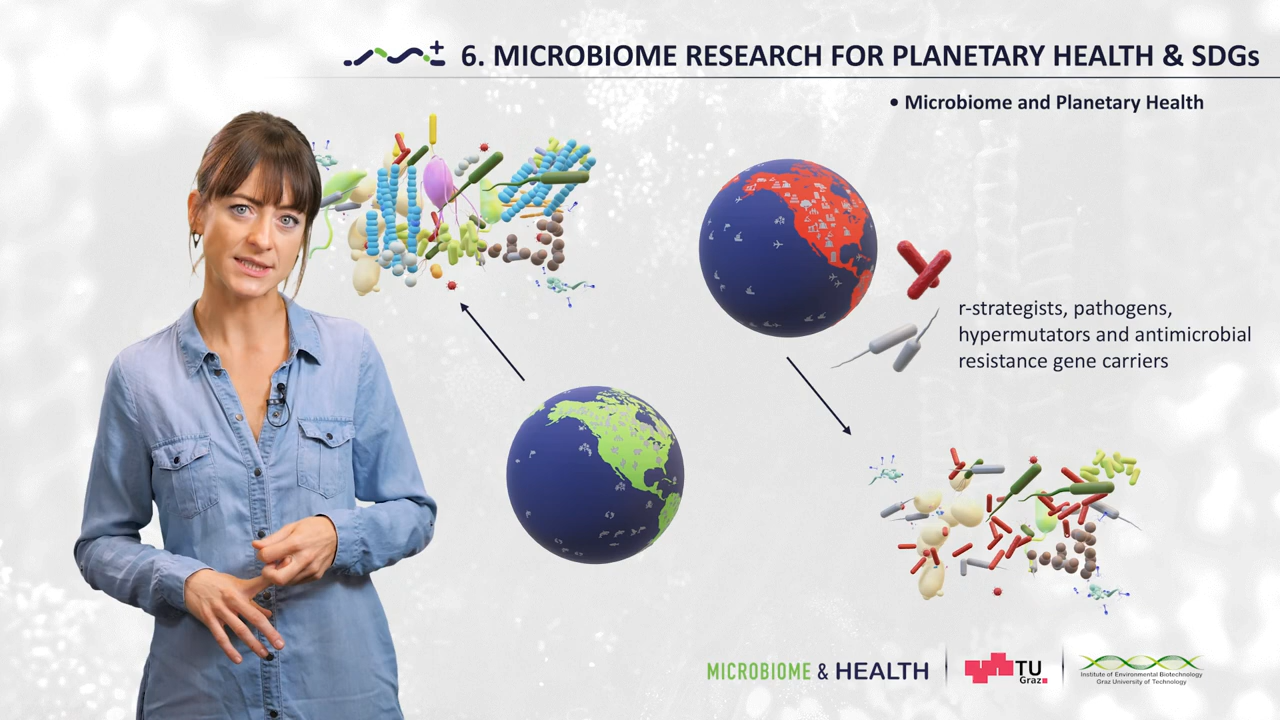 6. MICROBIOME RESEARCH FOR PLANETARY HEALTH & SDGs
• Microbiome and Planetary Health
r-strategists, pathogens,
hypermutators and antimicrobial
resistance gene carriers
MICROBIOME & HEALTH
TU
Graz
Institute of Environmental Biotechnology
Graz University of Technology